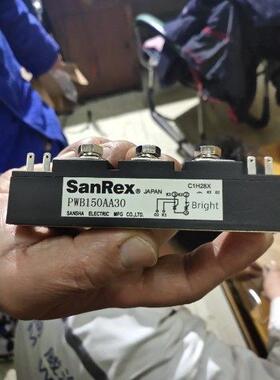 SanRex® JAPAN
C1H28X
PWB150AA30
Bright
SANSHA ELECTRIC MFG CO.,LTD.